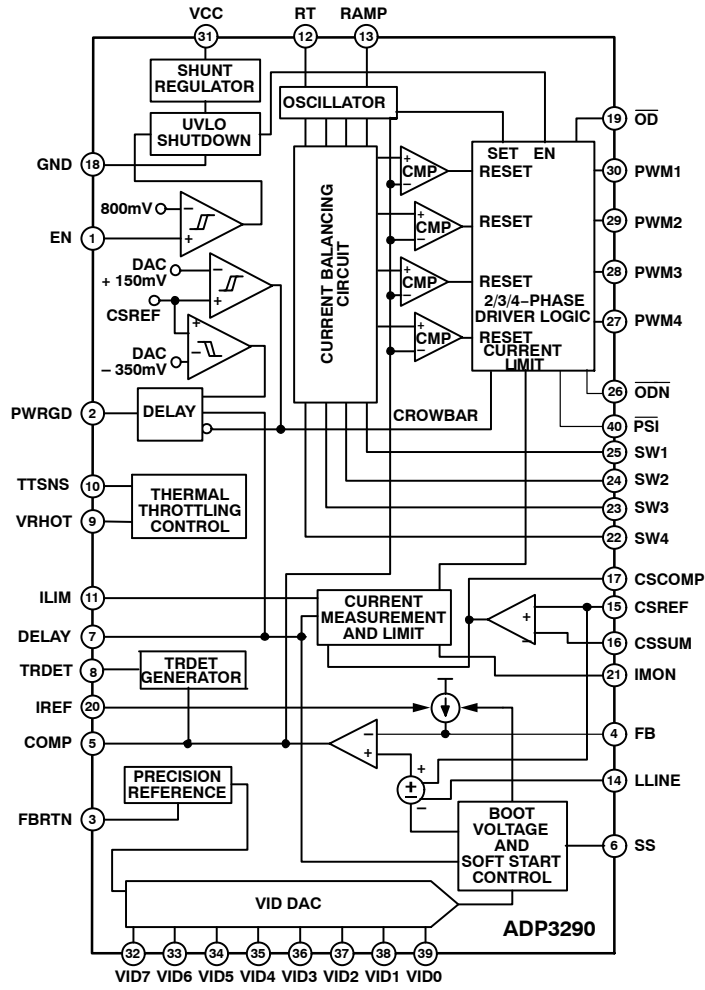 VCC RT RAMP
31 12 13
SHUNT
REGULATOR
OSCILLATOR
UVLO
SHUTDOWN
19 OD
SET EN
GND 18
+
CMP
−
RESET
30 PWM1
800mV
−
+
EN 1
+
CMP
−
RESET
29 PWM2
DAC
+ 150mV
−
+
CSREF
CURRENT BALANCING
CIRCUIT
+
CMP
−
RESET
28 PWM3
2/3/4−PHASE
DRIVER LOGIC
+
−
DAC
− 350mV
+
CMP
−
RESET
27 PWM4
CURRENT
LIMIT
26 ODN
PWRGD 2
DELAY
CROWBAR
40 PSI
25 SW1
24 SW2
23 SW3
22 SW4
TTSNS 10
VRHOT 9
THERMAL
THROTTLING
CONTROL
17 CSCOMP
ILIM 11
CURRENT
MEASUREMENT
AND LIMIT
+
−
15 CSREF
DELAY 7
16 CSSUM
TRDET 8
TRDET
GENERATOR
21 IMON
IREF 20
COMP 5
−
+
4 FB
+
±
−
14 LLINE
PRECISION
REFERENCE
FBRTN 3
BOOT
VOLTAGE
AND
SOFT START
CONTROL
6 SS
VID DAC
ADP3290
32 33 34 35 36 37 38 39
VID7 VID6 VID5 VID4 VID3 VID2 VID1 VID0